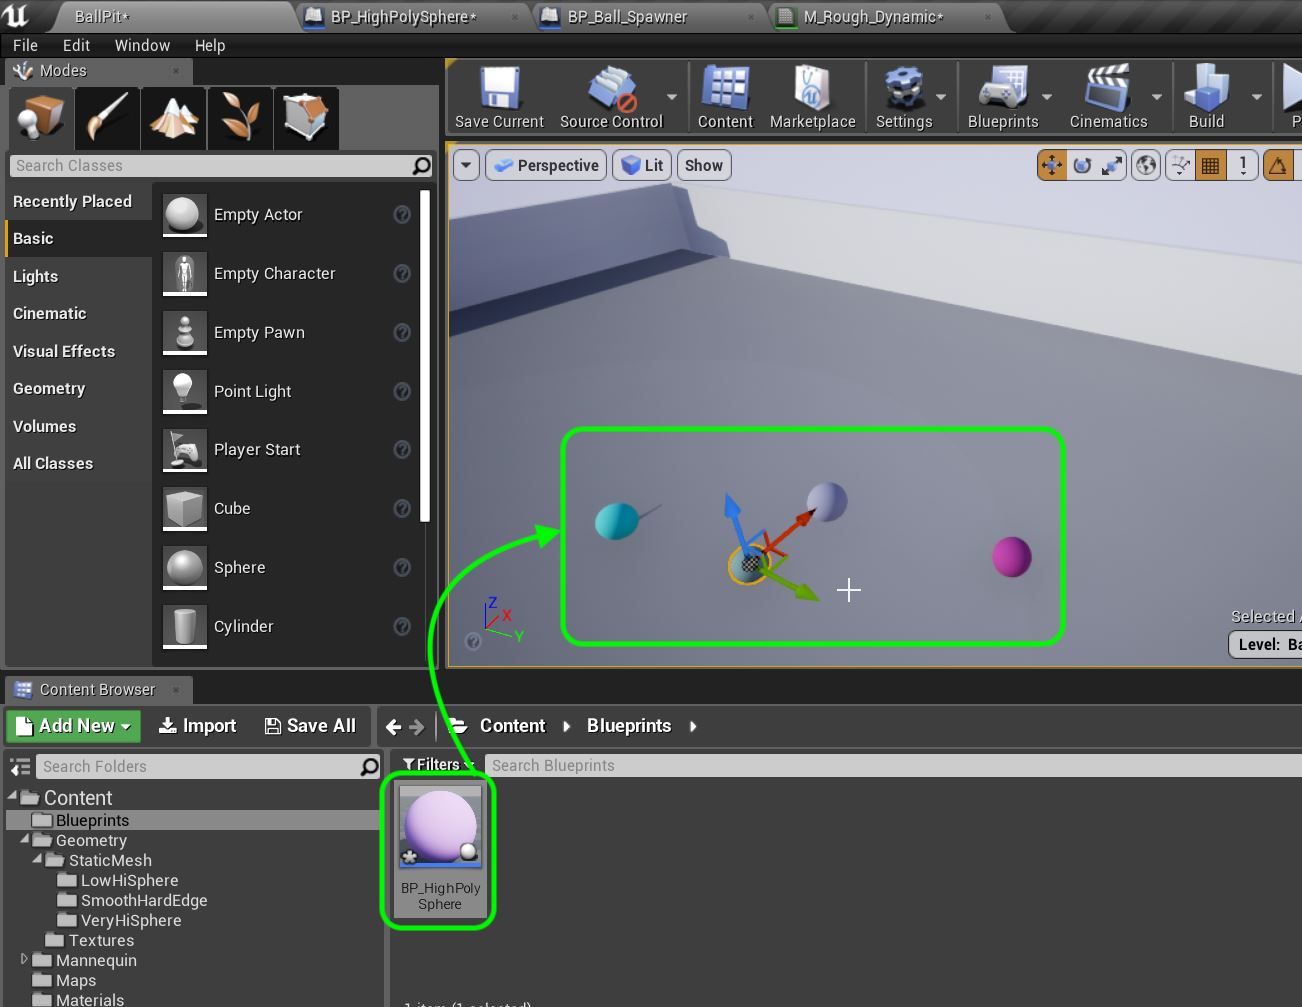 BallPit*
BP_HighPolySphere*
BP_Ball_Spawner
M_Rough_Dynamic*
File Edit Window Help
Modes
Save Current
Source Control
Content
Marketplace
Settings
Blueprints
Cinematics
Build
Search Classes
Perspective
Lit
Show
1
Recently Placed
Basic
Lights
Cinematic
Visual Effects
Geometry
Volumes
All Classes
Empty Actor
Empty Character
Empty Pawn
Point Light
Player Start
Cube
Sphere
Cylinder
Z
X
Y
Selected
Level: Ba
Content Browser
Add New
Import
Save All
Content
Blueprints
Search Folders
Filters
Search Blueprints
Content
Blueprints
Geometry
StaticMesh
LowHiSphere
SmoothHardEdge
VeryHiSphere
Textures
Mannequin
Maps
Materials
BP_HighPoly
Sphere
1 item (1 selected)